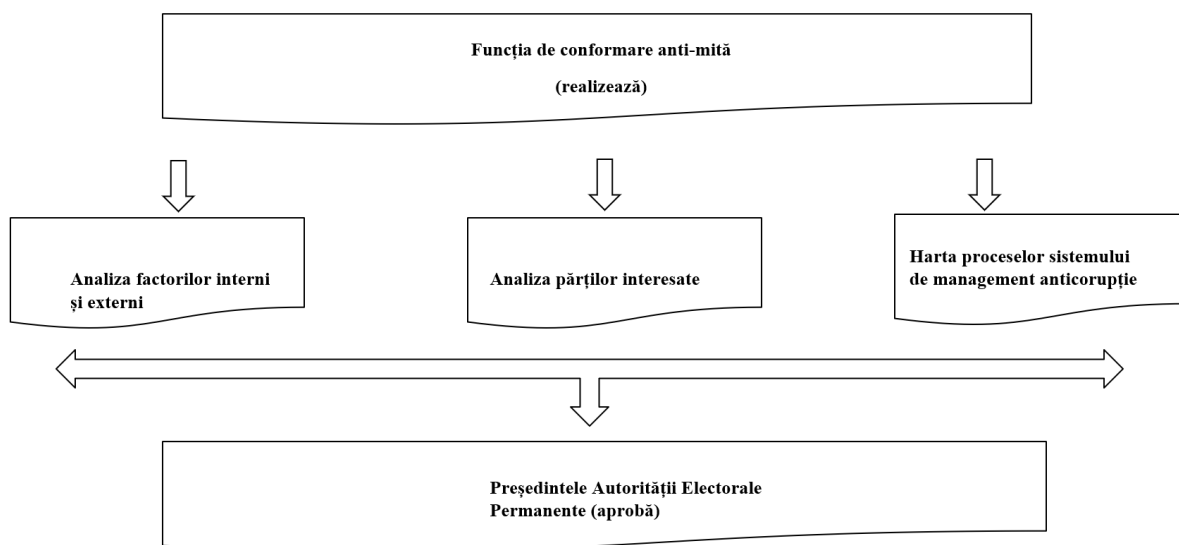 Funcția de conformare anti-mită
(realizează)
Analiza factorilor interni
și externi
Analiza părților interesate
Harta proceselor sistemului
de management anticorupție
Președintele Autorității Electorale
Permanente (aprobă)